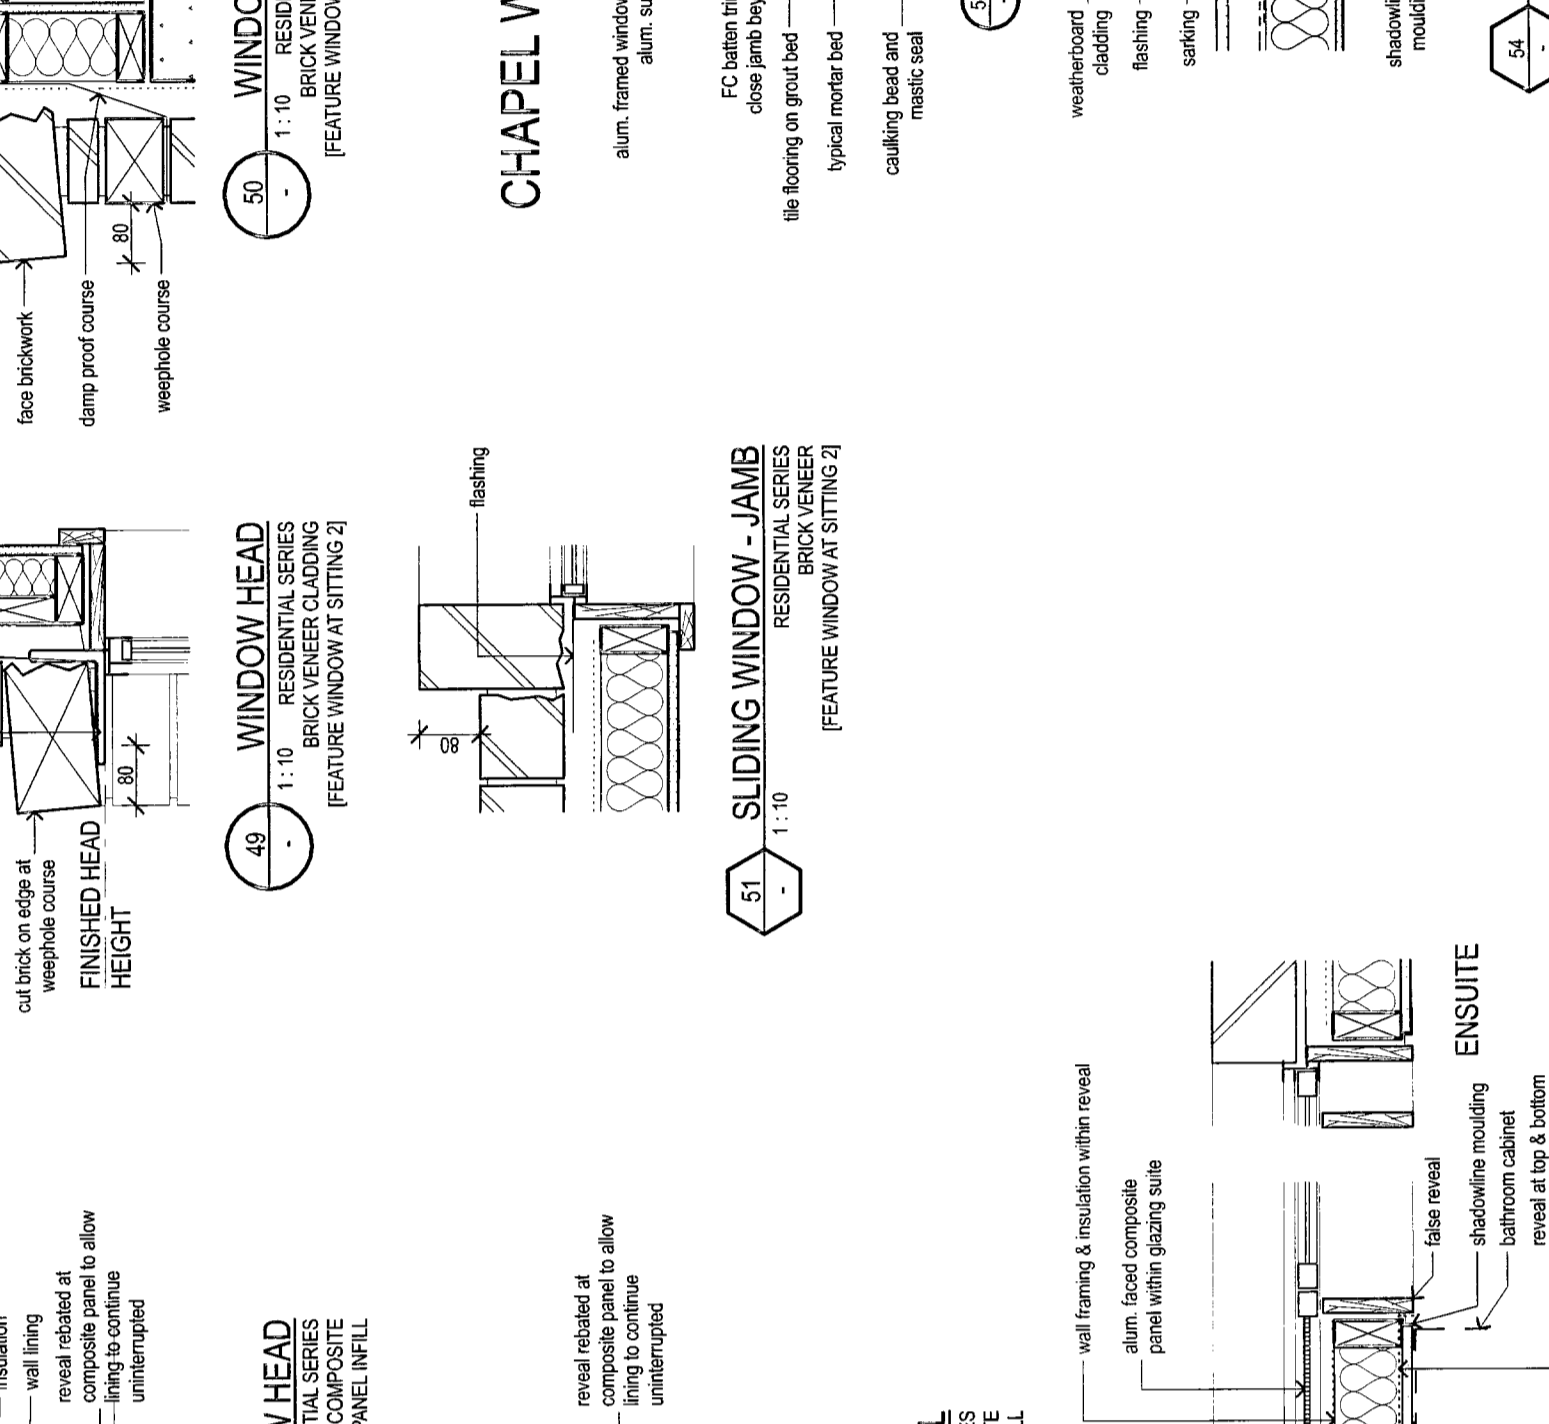 face brickwork
damp proof course
weephole course
80
50
-
WINDO
1 : 10
RESID
BRICK VENE
[FEATURE WINDOW
CHAPEL W
alum. framed window
alum. su
FC batten tri
close jamb bey
tile flooring on grout bed
typical mortar bed
caulking bead and
mastic seal
5
weatherboard
cladding
flashing
sarking
shadowli
mouldi
54
-
cut brick on edge at
weephole course
FINISHED HEAD
HEIGHT
80
49
-
WINDOW HEAD
1 : 10
RESIDENTIAL SERIES
BRICK VENEER CLADDING
[FEATURE WINDOW AT SITTING 2]
flashing
80
51
-
SLIDING WINDOW - JAMB
1 : 10
RESIDENTIAL SERIES
BRICK VENEER
[FEATURE WINDOW AT SITTING 2]
insulation
wall lining
reveal rebated at
composite panel to allow
lining to continue
uninterrupted
W HEAD
TIAL SERIES
COMPOSITE
PANEL INFILL
reveal rebated at
composite panel to allow
lining to continue
uninterrupted
L
ES
TE
LL
wall framing & insulation within reveal
alum. faced composite
panel within glazing suite
ENSUITE
false reveal
shadowline moulding
bathroom cabinet
reveal at top & bottom